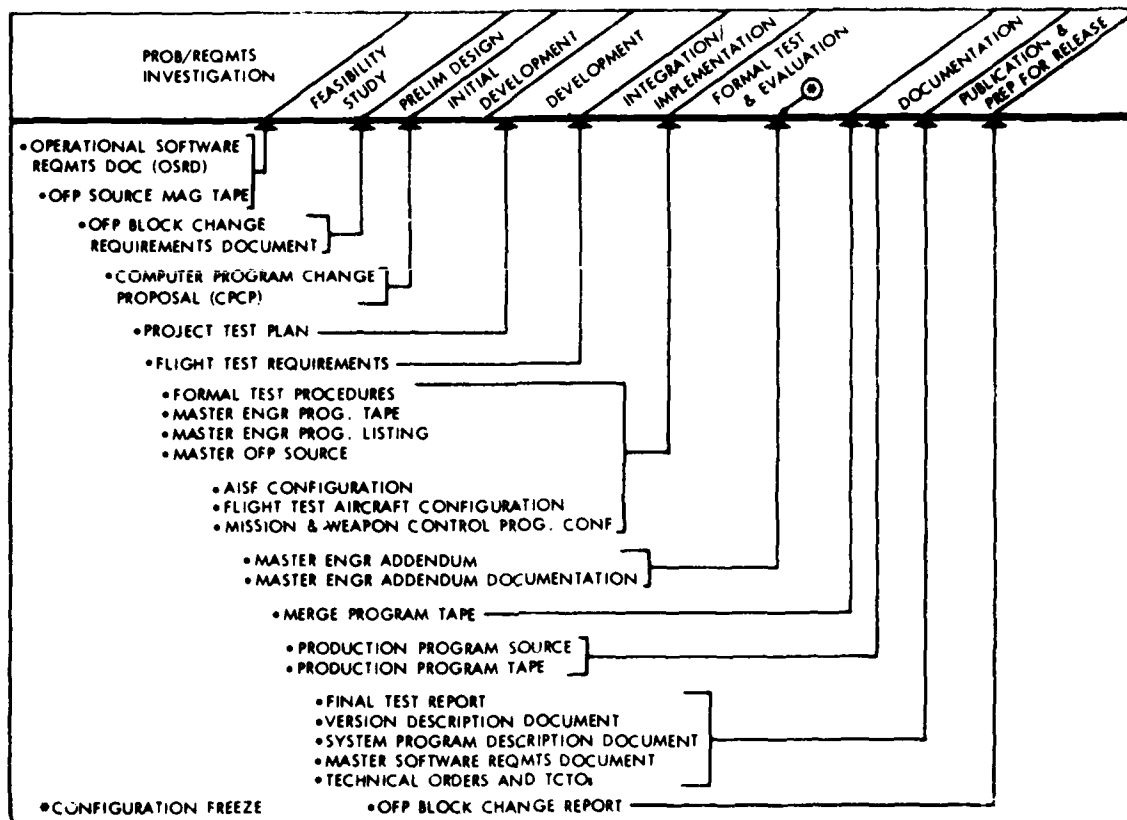 PROB/REQMTS
INVESTIGATION
FEASIBILITY
STUDY
PRELIM DESIGN
INITIAL
DEVELOPMENT
DEVELOPMENT
INTEGRATION/
IMPLEMENTATION
FORMAL TEST
& EVALUATION
DOCUMENTATION
PUBLICATION &
PREP FOR RELEASE
•OPERATIONAL SOFTWARE
REQMTS DOC (OSRD)
•OFP SOURCE MAG TAPE
•OFP BLOCK CHANGE
REQUIREMENTS DOCUMENT
•COMPUTER PROGRAM CHANGE
PROPOSAL (CPCP)
•PROJECT TEST PLAN
•FLIGHT TEST REQUIREMENTS
•FORMAL TEST PROCEDURES
•MASTER ENGR PROG. TAPE
•MASTER ENGR PROG. LISTING
•MASTER OFP SOURCE
•AISF CONFIGURATION
•FLIGHT TEST AIRCRAFT CONFIGURATION
•MISSION & WEAPON CONTROL PROG. CONF
•MASTER ENGR ADDENDUM
•MASTER ENGR ADDENDUM DOCUMENTATION
•MERGE PROGRAM TAPE
•PRODUCTION PROGRAM SOURCE
•PRODUCTION PROGRAM TAPE
•FINAL TEST REPORT
•VERSION DESCRIPTION DOCUMENT
•SYSTEM PROGRAM DESCRIPTION DOCUMENT
•MASTER SOFTWARE REQMTS DOCUMENT
•TECHNICAL ORDERS AND TCTOs
*CONFIGURATION FREEZE
•OFP BLOCK CHANGE REPORT